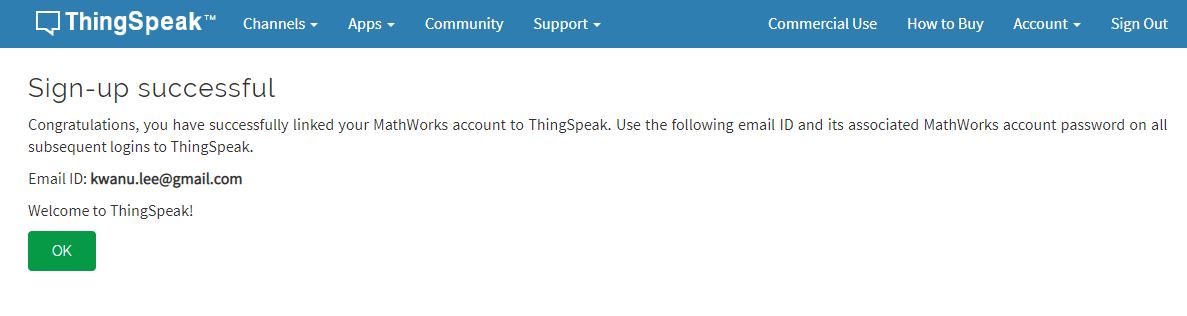 ThingSpeak™ Channels Apps Community Support Commercial Use How to Buy Account Sign Out
Sign-up successful
Congratulations, you have successfully linked your MathWorks account to ThingSpeak. Use the following email ID and its associated MathWorks account password on all
subsequent logins to ThingSpeak.
Email ID: kwanu.lee@gmail.com
Welcome to ThingSpeak!
OK